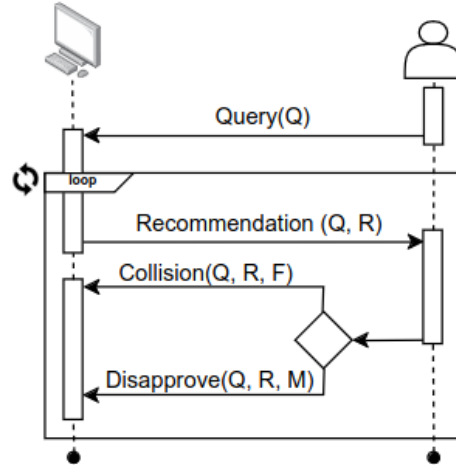 Query(Q)
loop
Recommendation (Q, R)
Collision(Q, R, F)
Disapprove(Q, R, M)